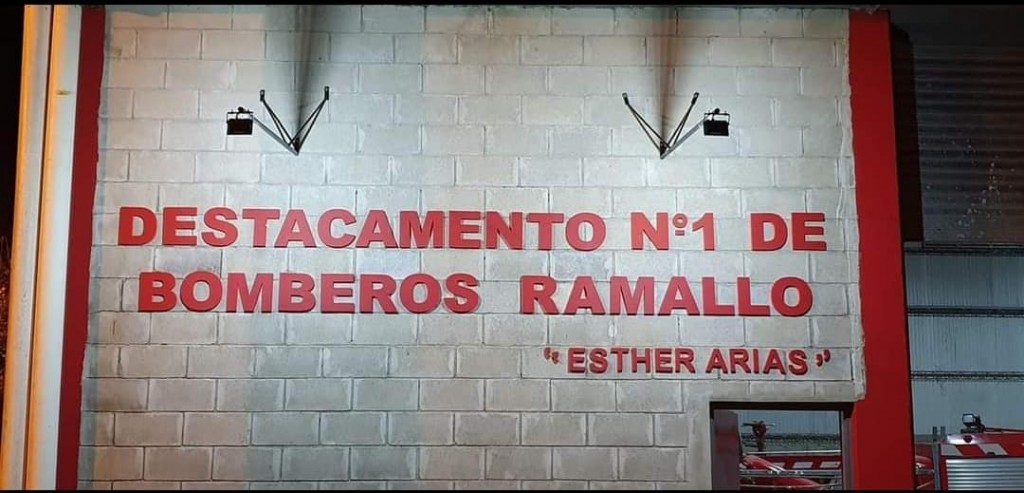 DESTACAMENTO Nº1 DE
BOMBEROS RAMALLO
“ESTHER ARIAS”